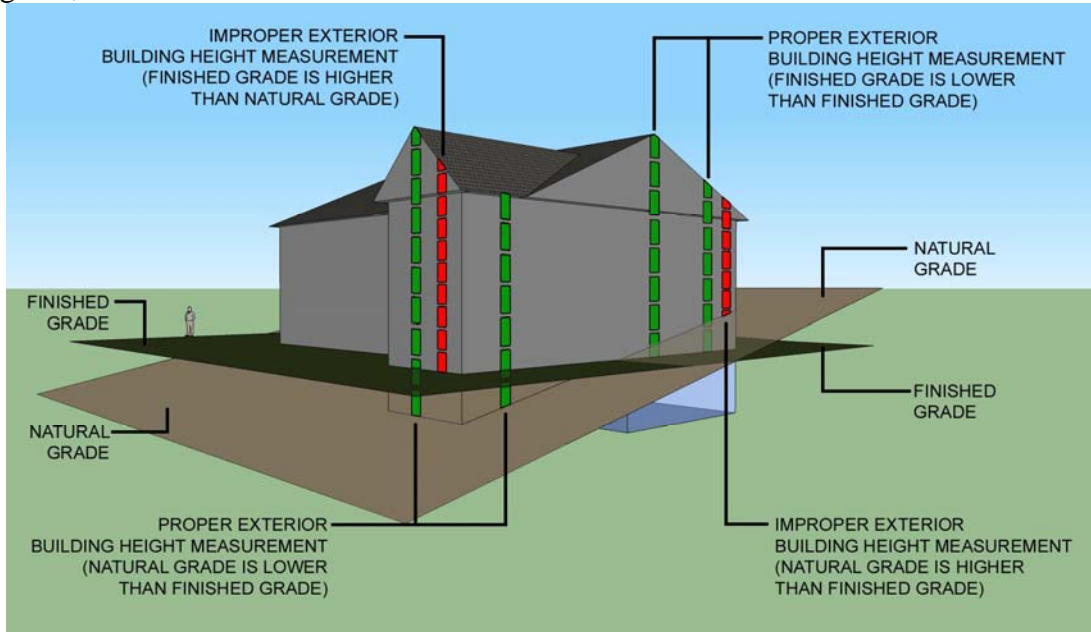 IMPROPER EXTERIOR
BUILDING HEIGHT MEASUREMENT
(FINISHED GRADE IS HIGHER
THAN NATURAL GRADE)
PROPER EXTERIOR
BUILDING HEIGHT MEASUREMENT
(FINISHED GRADE IS LOWER
THAN FINISHED GRADE)
NATURAL
GRADE
FINISHED
GRADE
FINISHED
GRADE
NATURAL
GRADE
PROPER EXTERIOR
BUILDING HEIGHT MEASUREMENT
(NATURAL GRADE IS LOWER
THAN FINISHED GRADE)
IMPROPER EXTERIOR
BUILDING HEIGHT MEASUREMENT
(NATURAL GRADE IS HIGHER
THAN FINISHED GRADE)